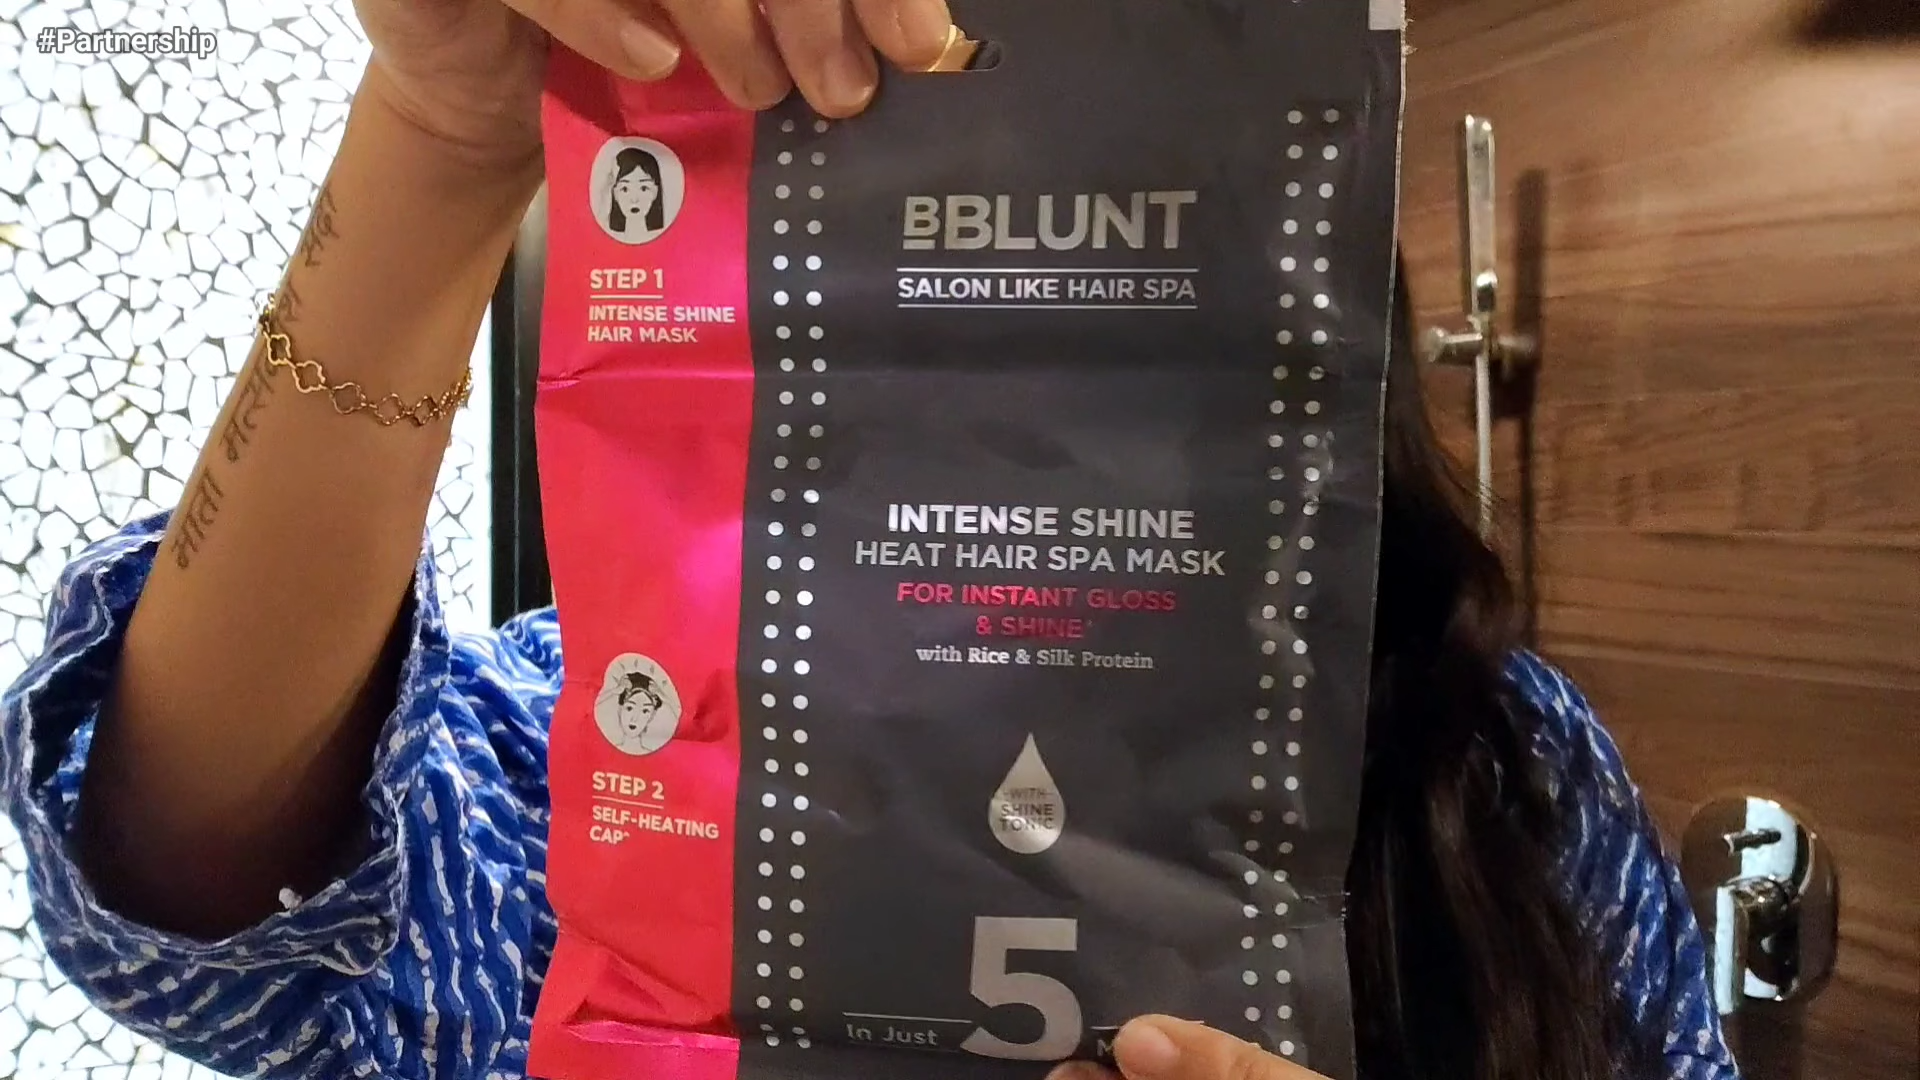 #Partnership
BBLUNT
SALON LIKE HAIR SPA
STEP 1
INTENSE SHINE
HAIR MASK
INTENSE SHINE
HEAT HAIR SPA MASK
FOR INSTANT GLOSS
& SHINE*
with Rice & Silk Protein
STEP 2
SELF-HEATING
CAP^
WITH
SHINE
TONIC
In Just 5
माता